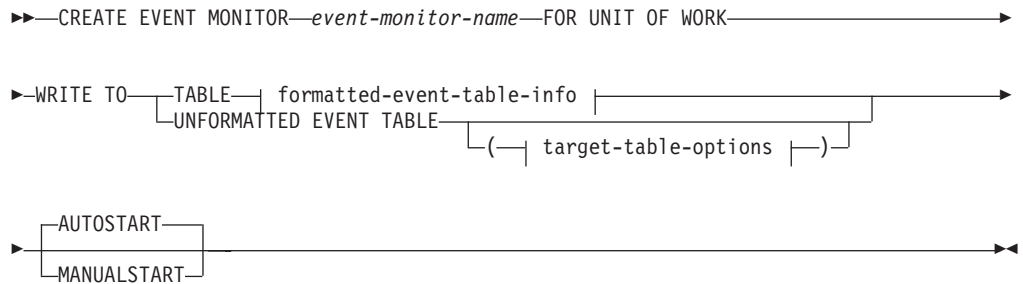 CREATE EVENT MONITOR event-monitor-name FOR UNIT OF WORK
WRITE TO TABLE formatted-event-table-info
UNFORMATTED EVENT TABLE
( target-table-options )
AUTOSTART
MANUALSTART